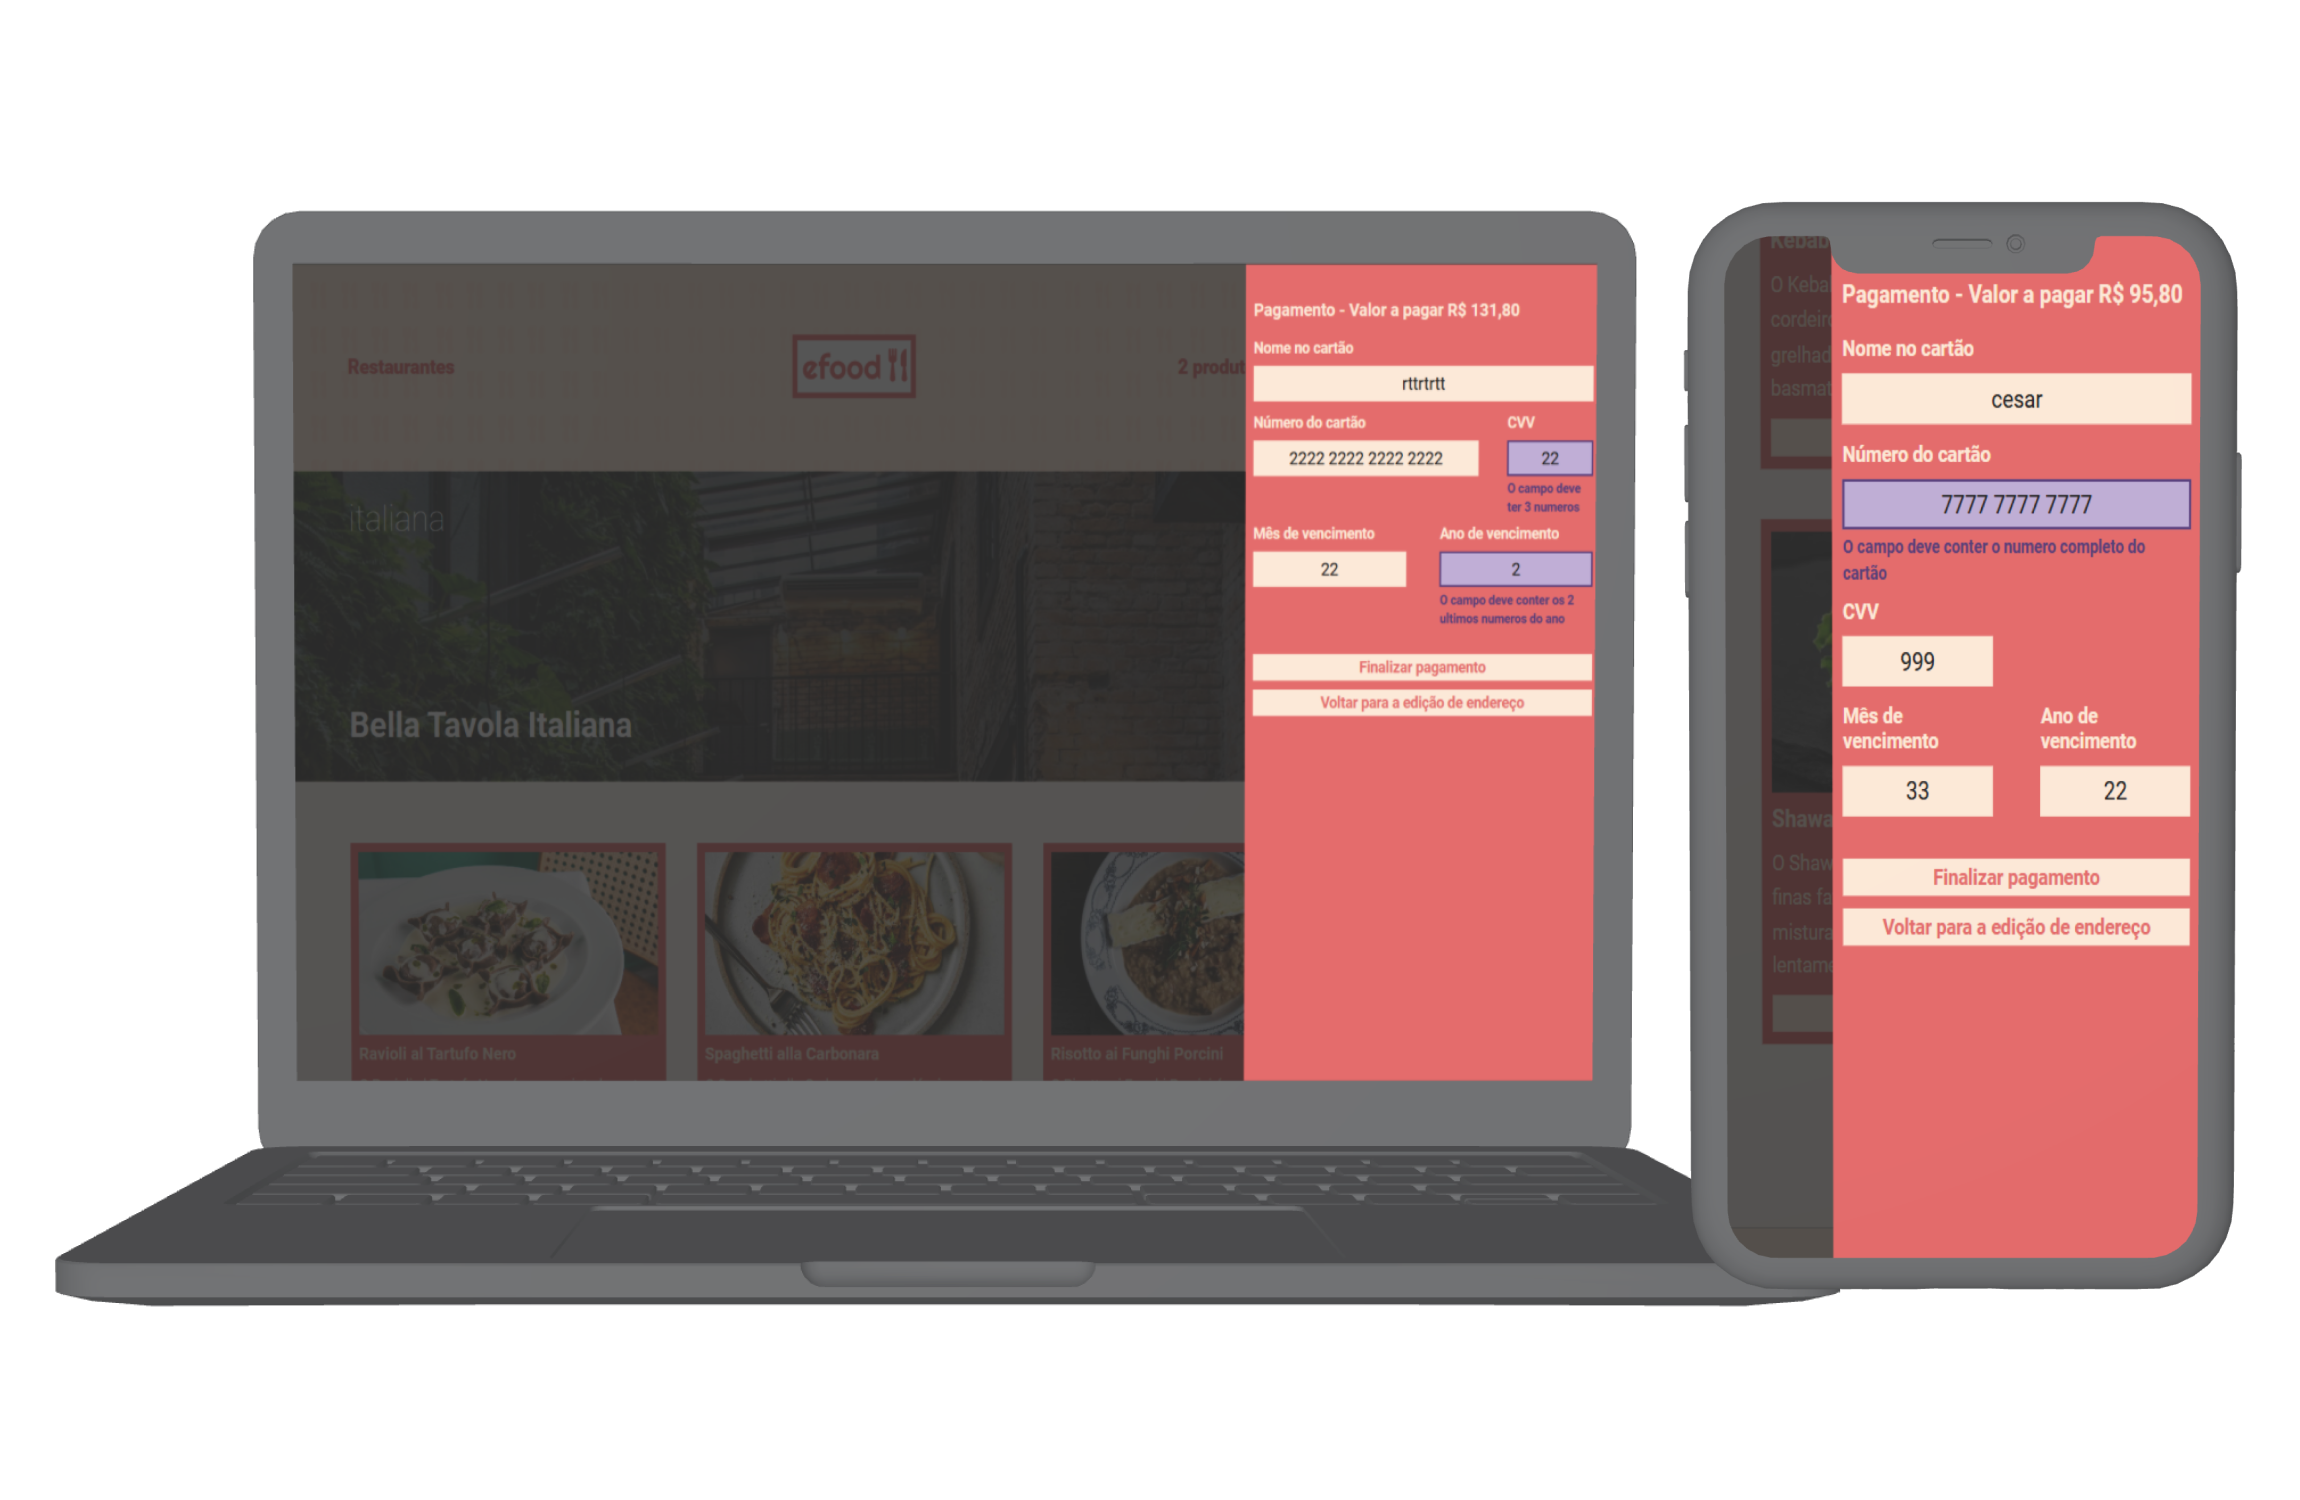 Restaurantes
efood
2 produt
italiana
Bella Tavola Italiana
Ravioli al Tartufo Nero
Spaghetti alla Carbonara
Risotto ai Funghi Porcini
Pagamento - Valor a pagar R$ 131,80
Nome no cartão
rttrtrtt
Número do cartão
CVV
2222 2222 2222 2222
22
O campo deve
ter 3 numeros
Mês de vencimento
Ano de vencimento
22
2
O campo deve conter os 2
ultimos numeros do ano
Finalizar pagamento
Voltar para a edição de endereço
Kebab
O Keba
cordeiro
grelhad
basmat
Shawa
O Shaw
finas fa
mistura
lentame
Pagamento - Valor a pagar R$ 95,80
Nome no cartão
cesar
Número do cartão
7777 7777 7777
O campo deve conter o numero completo do
cartão
CVV
999
Mês de
vencimento
Ano de
vencimento
33
22
Finalizar pagamento
Voltar para a edição de endereço